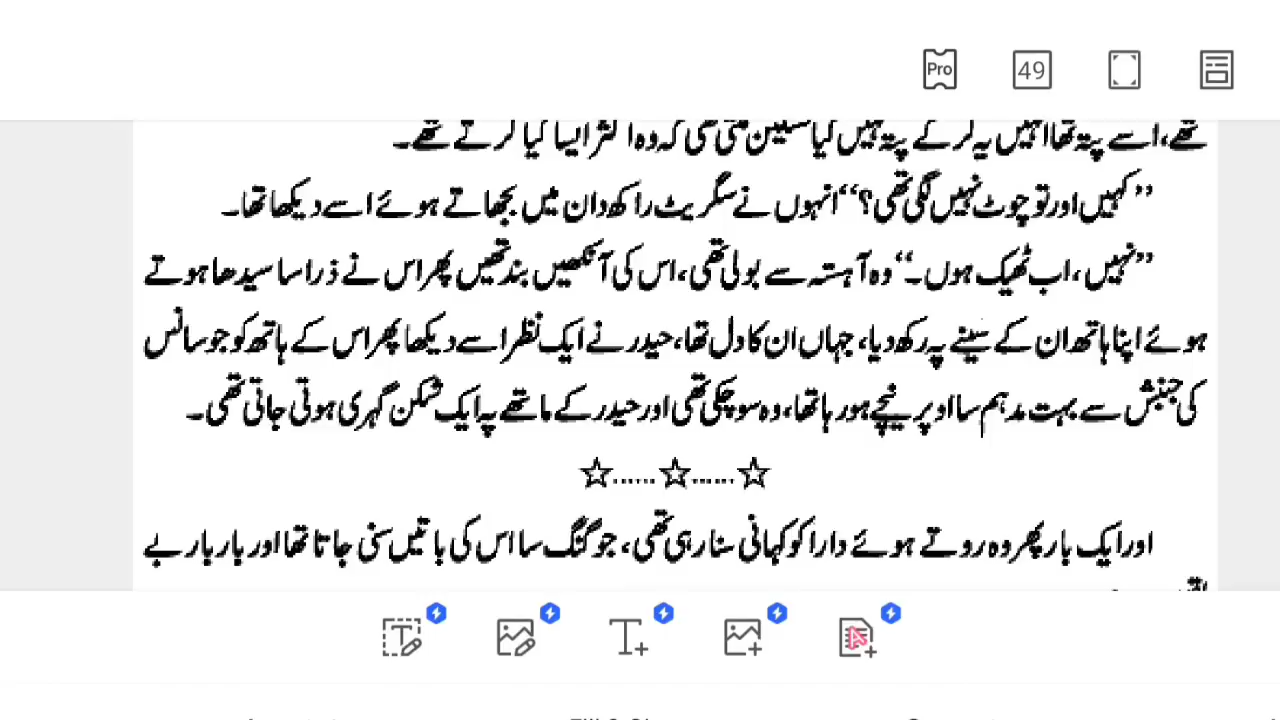 Pro
49
تھے، اسے پتہ تھا انہیں یہ کر کے پتہ نہیں کیا تسکین ملتی تھی کہ وہ اکثر ایسا کیا کرتے تھے۔
”کہیں اور تو چوٹ نہیں لگی تھی؟“ انہوں نے سگریٹ راکھ دان میں بجھاتے ہوئے اسے دیکھا تھا۔
”نہیں، اب ٹھیک ہوں۔“ وہ آہستہ سے بولی تھی، اس کی آنکھیں بند تھیں پھر اس نے ذرا سا سیدھا ہوتے
ہوئے اپنا ہاتھ ان کے سینے پہ رکھ دیا، جہاں ان کا دل تھا، حیدر نے ایک نظر اسے دیکھا پھر اس کے ہاتھ کو جو سانس
کی جنبش سے بہت مدہم سا اوپر نیچے ہو رہا تھا، وہ سو چکی تھی اور حیدر کے ماتھے پہ ایک شکن گہری ہوتی جاتی تھی۔
☆......☆......☆
اور ایک بار پھر وہ روتے ہوئے دارا کو کہانی سنا رہی تھی، جو گنگ سا اس کی باتیں سنی جاتا تھا اور بار بار بے